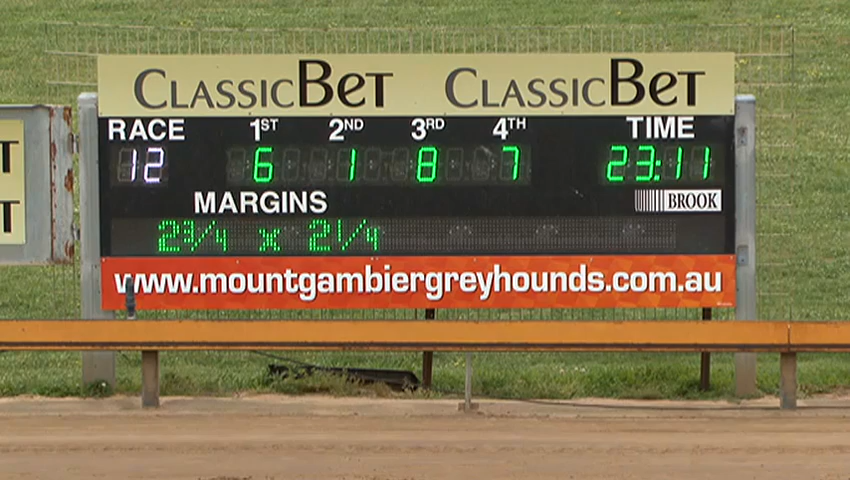 CLASSICBET CLASSICBET
RACE 1ST 2ND 3RD 4TH TIME
12 6 1 8 7 23:11
MARGINS BROOK
2¾ x 2¼
www.mountgambiergreyhounds.com.au
T
T